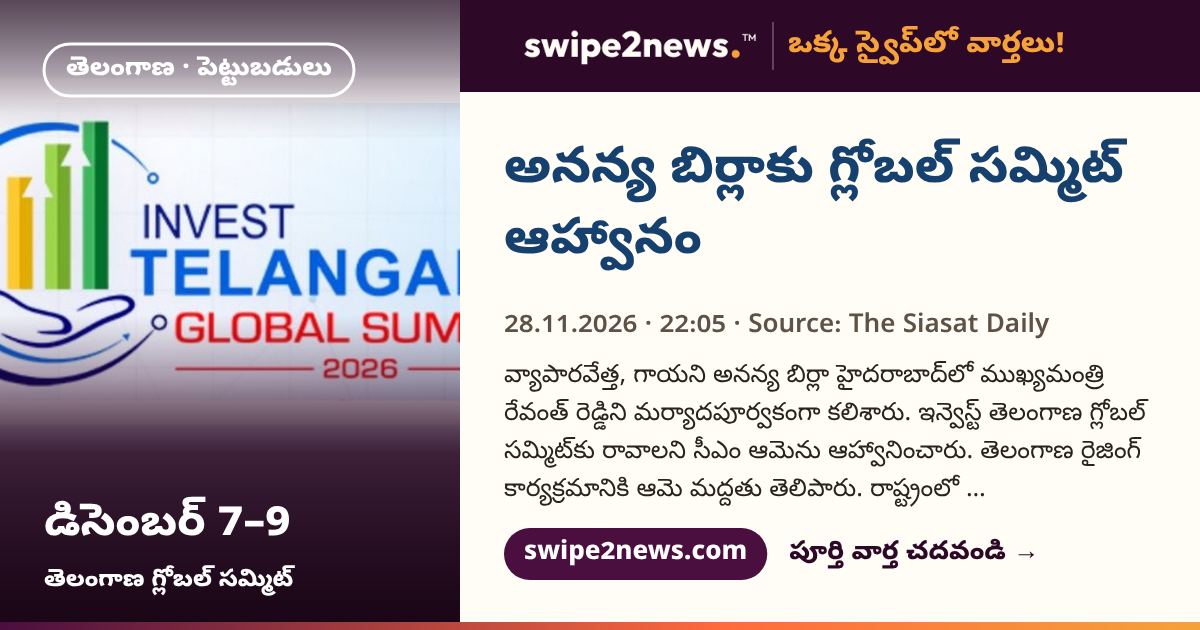 తెలంగాణ · పెట్టుబడులు
INVEST
TELANGA
GLOBAL SUM
2026
డిసెంబర్ 7–9
తెలంగాణ గ్లోబల్ సమ్మిట్
swipe2news.™ ఒక్క స్వైప్‌లో వార్తలు!
అనన్య బిర్లాకు గ్లోబల్ సమ్మిట్
ఆహ్వానం
28.11.2026 · 22:05 · Source: The Siasat Daily
వ్యాపారవేత్త, గాయని అనన్య బిర్లా హైదరాబాద్‌లో ముఖ్యమంత్రి
రేవంత్ రెడ్డిని మర్యాదపూర్వకంగా కలిశారు. ఇన్వెస్ట్ తెలంగాణ గ్లోబల్
సమ్మిట్‌కు రావాలని సీఎం ఆమెను ఆహ్వానించారు. తెలంగాణ రైజింగ్
కార్యక్రమానికి ఆమె మద్దతు తెలిపారు. రాష్ట్రంలో ...
swipe2news.com పూర్తి వార్త చదవండి →